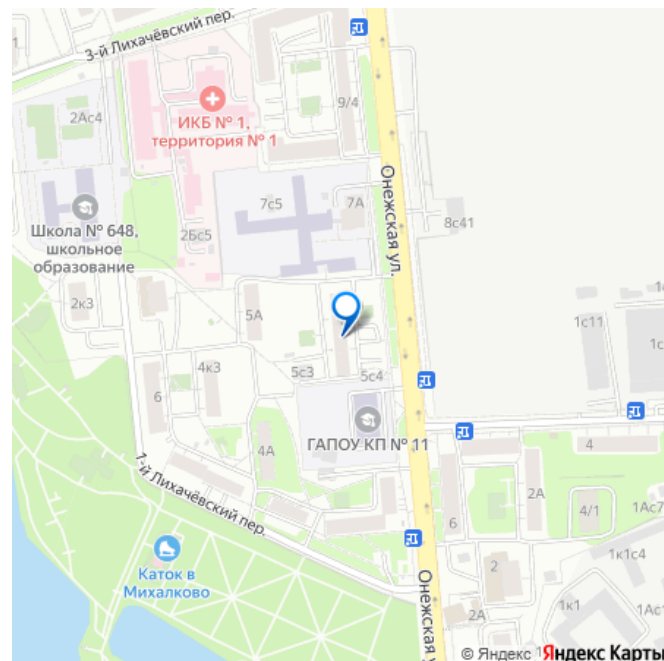 3-й Лихачёвский пер.
1
2Ас4
9/4
ИКБ № 1,
территория № 1
Онежская ул.
7с5
7А
8с41
Школа № 648,
школьное
образование
2Бс5
2к3
5А
1с11
4к3
5с3
5с4
6
ГАПОУ КП № 11
4А
4
1-й Лихачёвский пер.
2А
4/1
1Ас7
6
Каток в
Михалково
2
1к1с4
1к1
1Ас1
2А
Онежская ул.
© Яндекс
Яндекс Карты